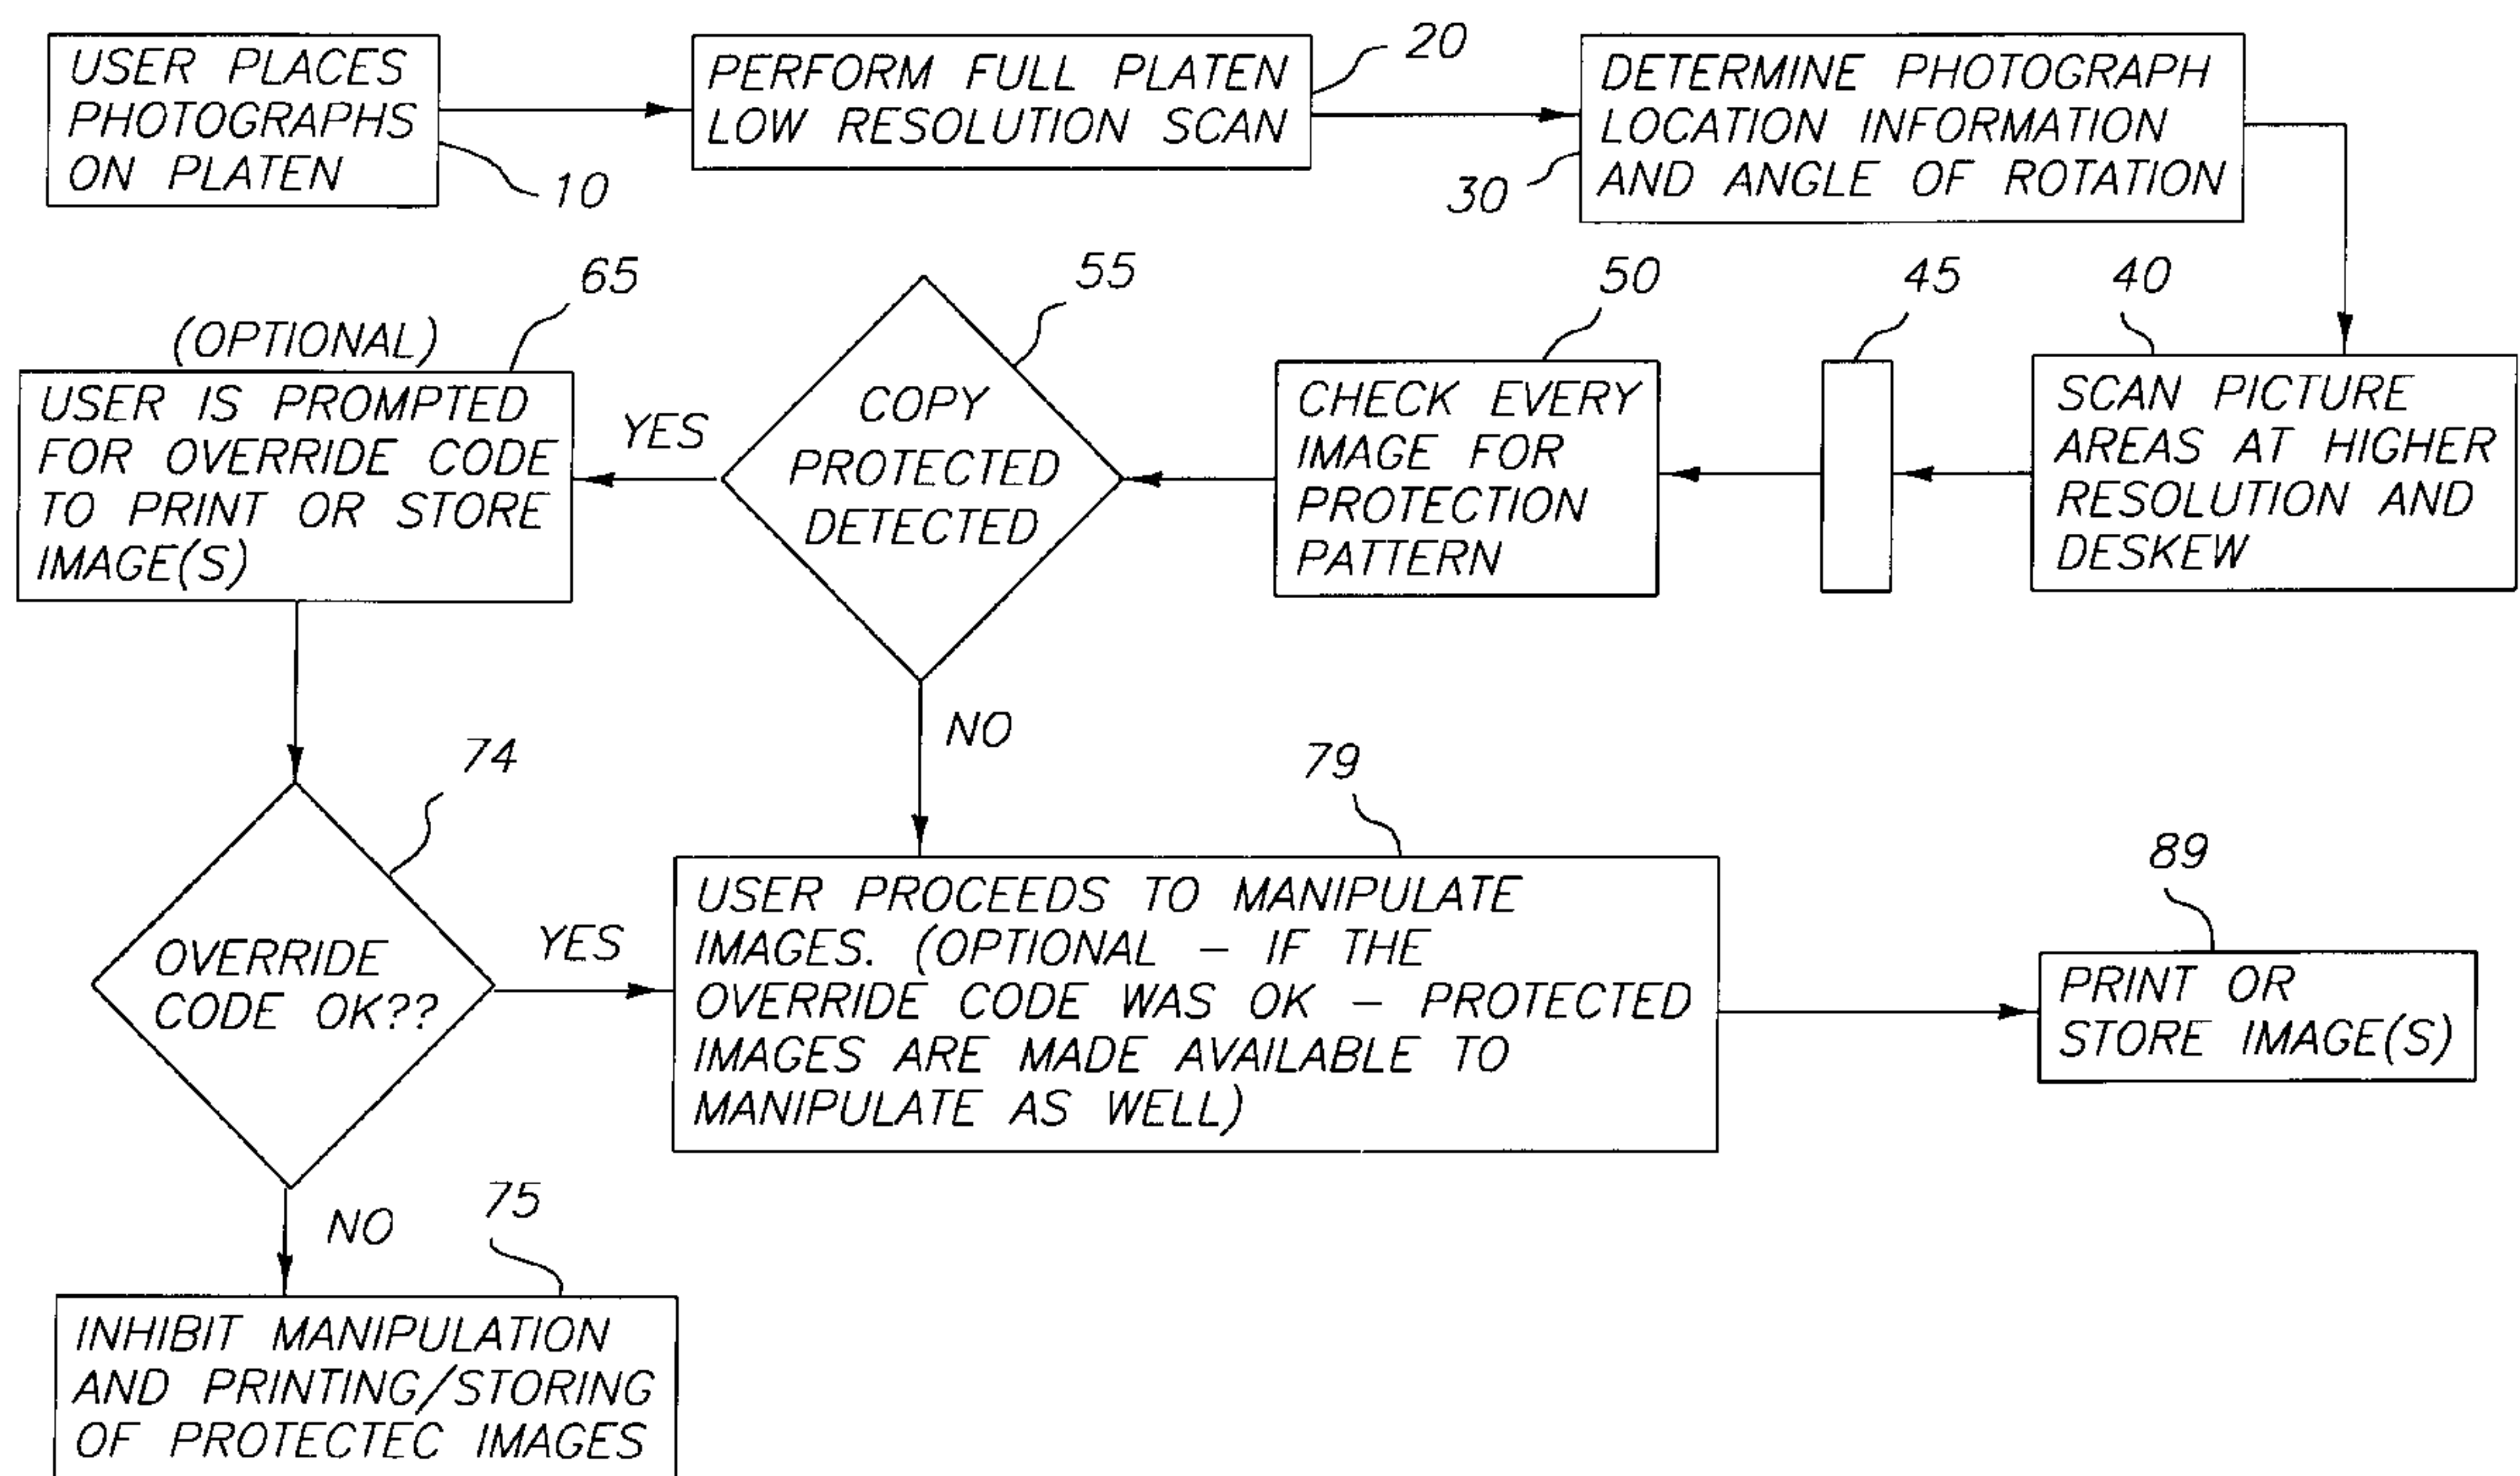 USER PLACES
PHOTOGRAPHS
ON PLATEN
10
PERFORM FULL PLATEN
LOW RESOLUTION SCAN
20
DETERMINE PHOTOGRAPH
LOCATION INFORMATION
AND ANGLE OF ROTATION
30
40
SCAN PICTURE
AREAS AT HIGHER
RESOLUTION AND
DESKEW
45
50
CHECK EVERY
IMAGE FOR
PROTECTION
PATTERN
55
COPY
PROTECTED
DETECTED
YES
65
(OPTIONAL)
USER IS PROMPTED
FOR OVERRIDE CODE
TO PRINT OR STORE
IMAGE(S)
NO
74
OVERRIDE
CODE OK??
YES
79
USER PROCEEDS TO MANIPULATE
IMAGES. (OPTIONAL – IF THE
OVERRIDE CODE WAS OK – PROTECTED
IMAGES ARE MADE AVAILABLE TO
MANIPULATE AS WELL)
89
PRINT OR
STORE IMAGE(S)
NO
75
INHIBIT MANIPULATION
AND PRINTING/STORING
OF PROTECTEC IMAGES